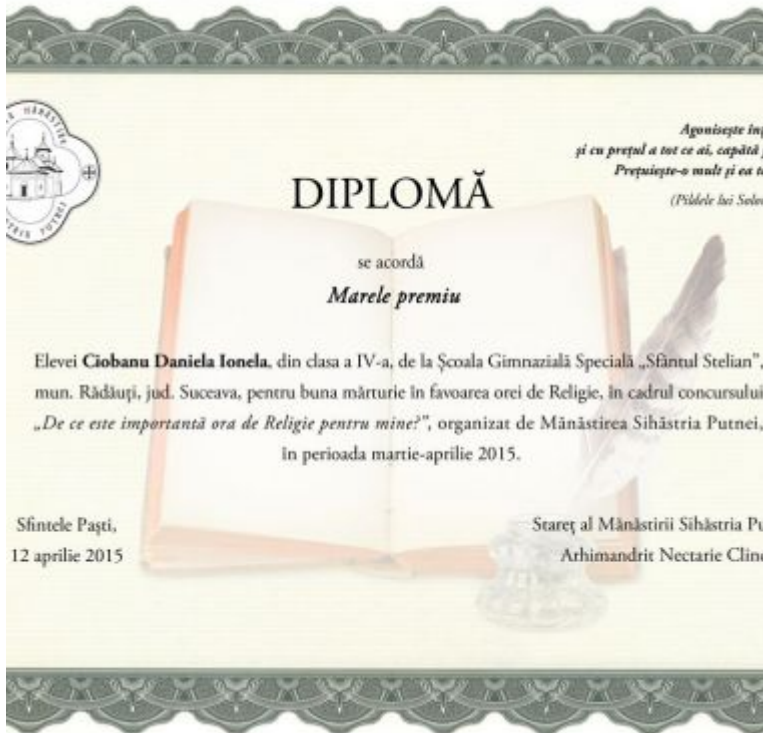 MĂNĂSTIRE
Agonisește
și cu prețul a tot ce ai, capătă
Prețuiește-o mult și ea
(Pildele lui
DIPLOMĂ
se acordă
Marele premiu
Elevei Ciobanu Daniela Ionela, din clasa a IV-a, de la Școala Gimnazială Specială „Sfântul Stelian”,
mun. Rădăuți, jud. Suceava, pentru buna mărturie în favoarea orei de Religie, în cadrul concursului
„De ce este importantă ora de Religie pentru mine?”, organizat de Mănăstirea Sihăstria Putnei,
în perioada martie-aprilie 2015.
Sfintele Paști,
12 aprilie 2015
Stareț al Mănăstirii Sihăstria
Arhimandrit Nectarie